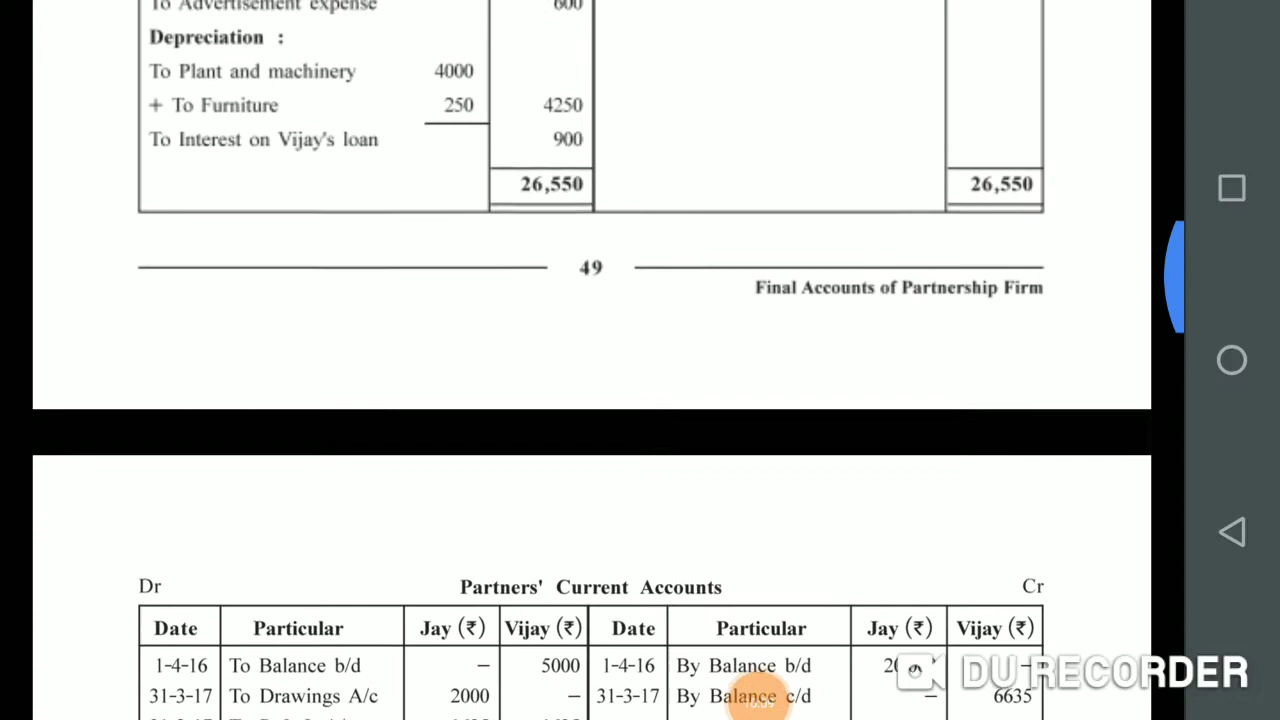 To Advertisement expense 600
Depreciation :
To Plant and machinery 4000
+ To Furniture 250 4250
To Interest on Vijay's loan 900
26,550 26,550
49
Final Accounts of Partnership Firm
Dr Partners' Current Accounts Cr
Date Particular Jay (₹) Vijay (₹) Date Particular Jay (₹) Vijay (₹)
1-4-16 To Balance b/d – 5000 1-4-16 By Balance b/d –
31-3-17 To Drawings A/c 2000 – 31-3-17 By Balance c/d – 6635
DU RECORDER